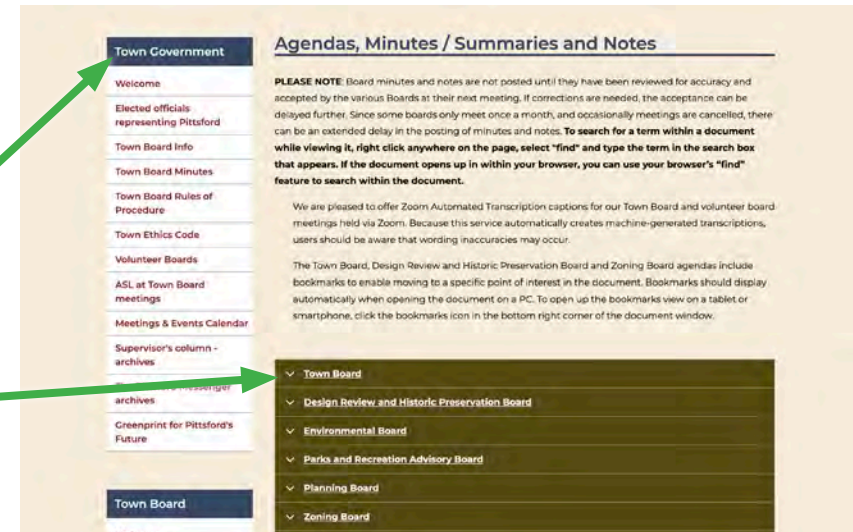 Town Government
Welcome
Elected officials
representing Pittsford
Town Board Info
Town Board Minutes
Town Board Rules of
Procedure
Town Ethics Code
Volunteer Boards
ASL at Town Board
meetings
Meetings & Events Calendar
Supervisor's column -
archives
Messenger
archives
Greenprint for Pittsford's
Future
Town Board
Agendas, Minutes / Summaries and Notes
PLEASE NOTE: Board minutes and notes are not posted until they have been reviewed for accuracy and
accepted by the various Boards at their next meeting. If corrections are needed, the acceptance can be
delayed further. Since some boards only meet once a month, and occasionally meetings are cancelled, there
can be an extended delay in the posting of minutes and notes. To search for a term within a document
while viewing it, right click anywhere on the page, select "find" and type the term in the search box
that appears. If the document opens up in within your browser, you can use your browser's "find"
feature to search within the document.
We are pleased to offer Zoom Automated Transcription captions for our Town Board and volunteer board
meetings held via Zoom. Because this service automatically creates machine-generated transcriptions,
users should be aware that wording inaccuracies may occur.
The Town Board, Design Review and Historic Preservation Board and Zoning Board agendas include
bookmarks to enable moving to a specific point of interest in the document. Bookmarks should display
automatically when opening the document on a PC. To open up the bookmarks view on a tablet or
smartphone, click the bookmarks icon in the bottom right corner of the document window.
Town Board
Design Review and Historic Preservation Board
Environmental Board
Parks and Recreation Advisory Board
Planning Board
Zoning Board